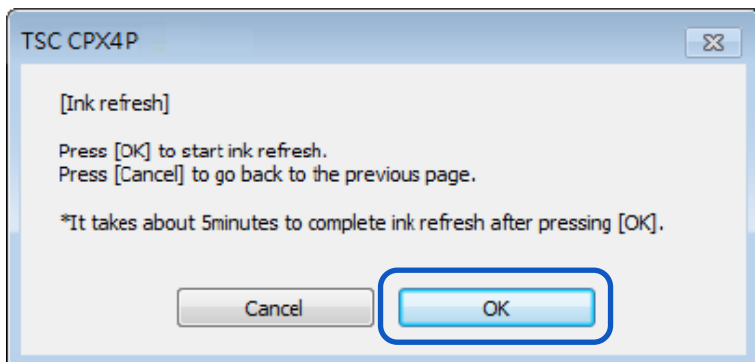 TSC CPX4P
[Ink refresh]
Press [OK] to start ink refresh.
Press [Cancel] to go back to the previous page.
*It takes about 5minutes to complete ink refresh after pressing [OK].
Cancel OK